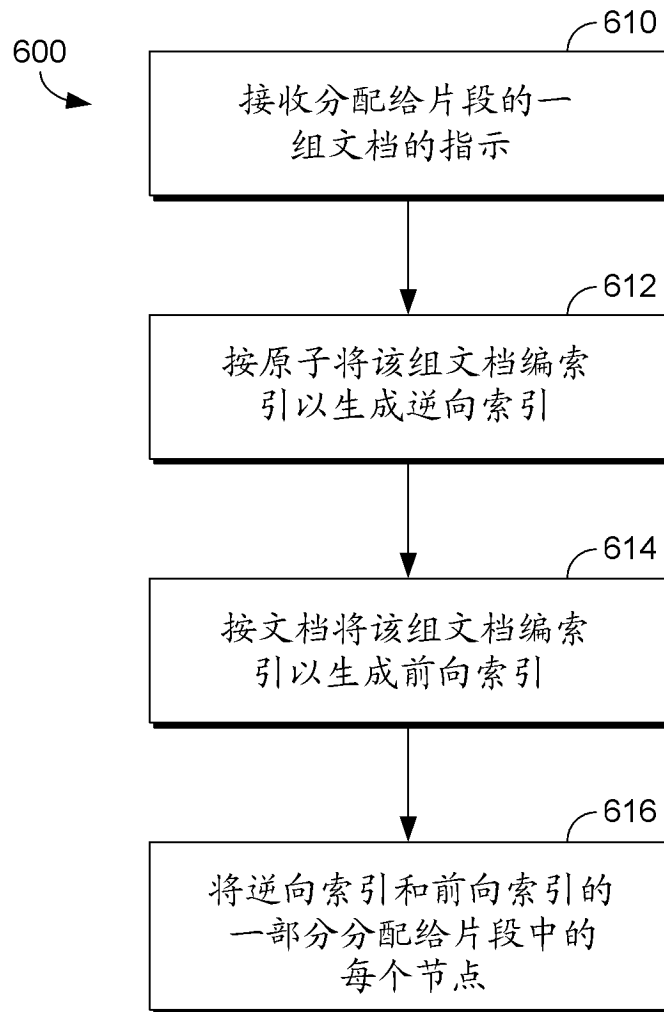 600
610
接收分配给片段的一
组文档的指示
612
按原子将该组文档编索
引以生成逆向索引
614
按文档将该组文档编索
引以生成前向索引
616
将逆向索引和前向索引的
一部分分配给片段中的
每个节点